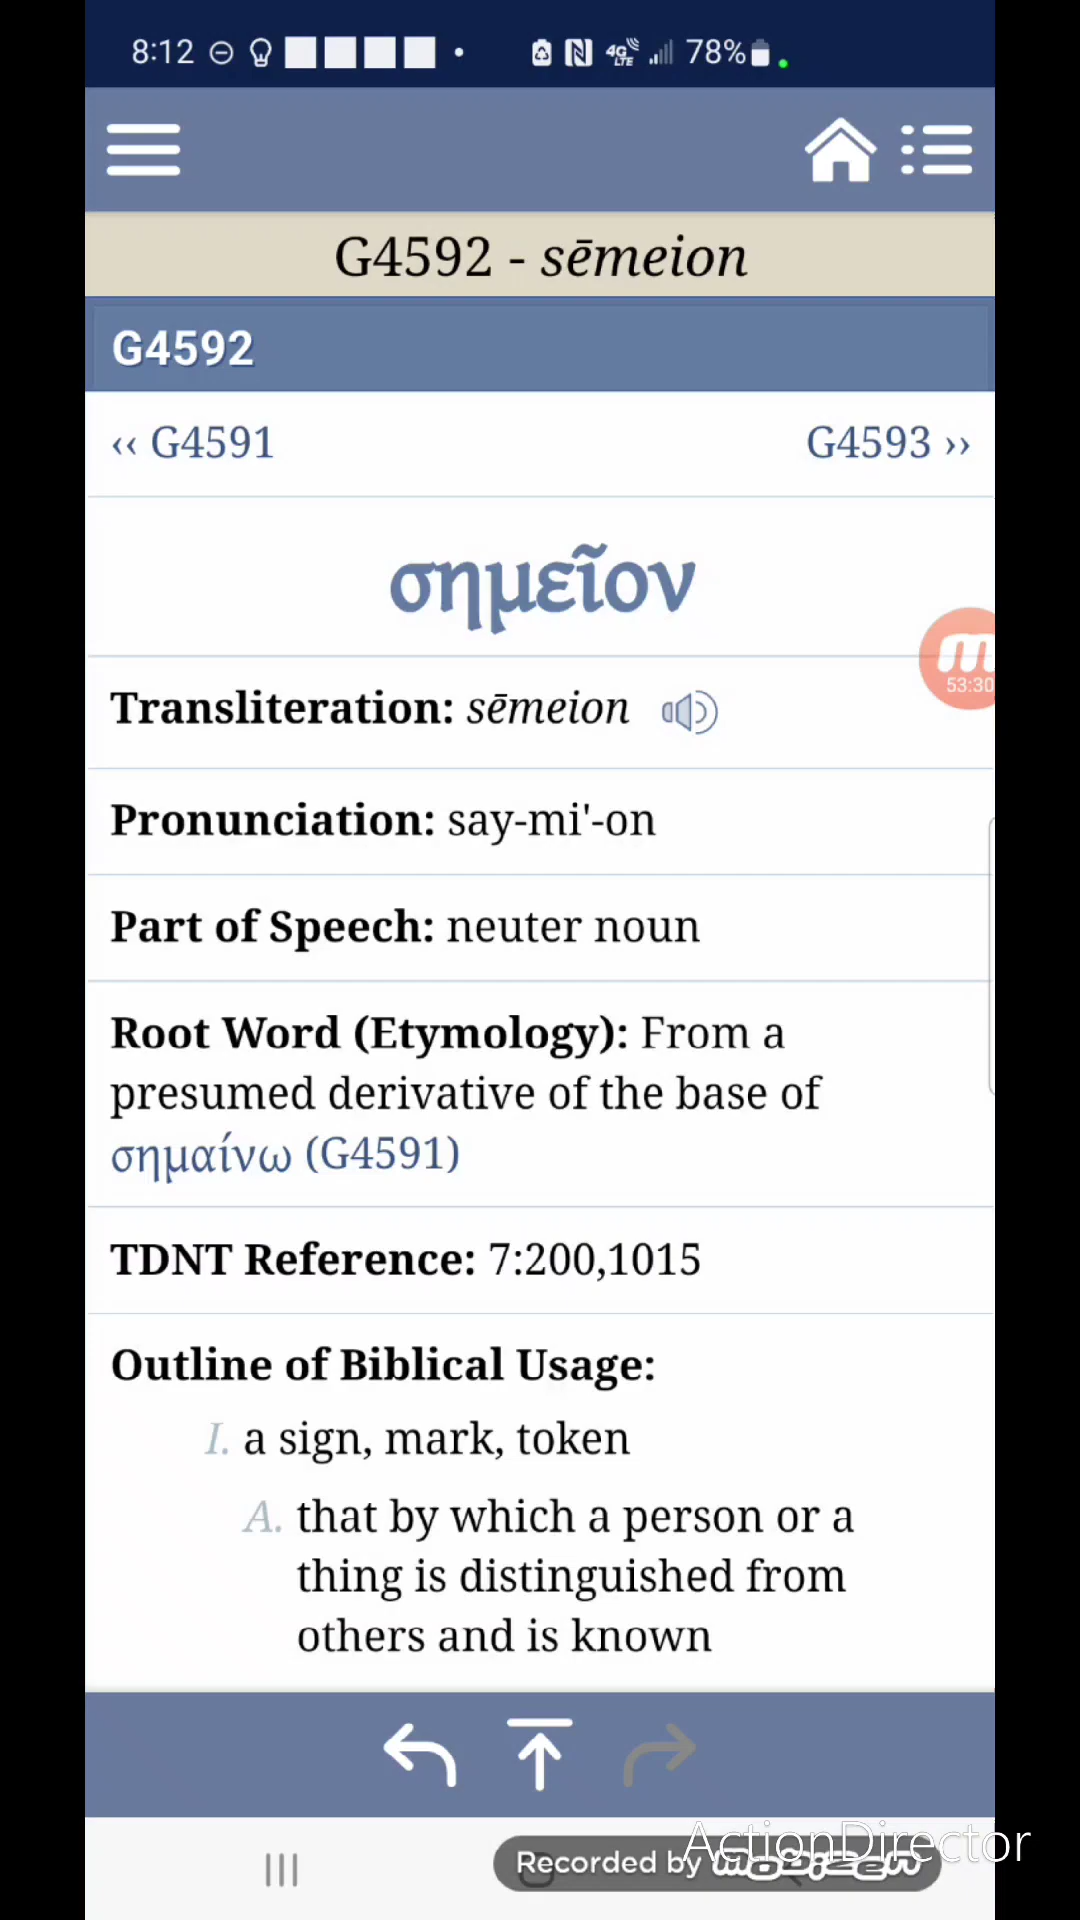 8:12
4G LTE 78%
G4592 - sēmeion
G4592
‹‹ G4591 G4593 ››
σημεῖον
m
53:30
Transliteration: sēmeion
Pronunciation: say-mi'-on
Part of Speech: neuter noun
Root Word (Etymology): From a
presumed derivative of the base of
σημαίνω (G4591)
TDNT Reference: 7:200,1015
Outline of Biblical Usage:
I. a sign, mark, token
A. that by which a person or a
thing is distinguished from
others and is known
ActionDirector
Recorded by MOBIZEN